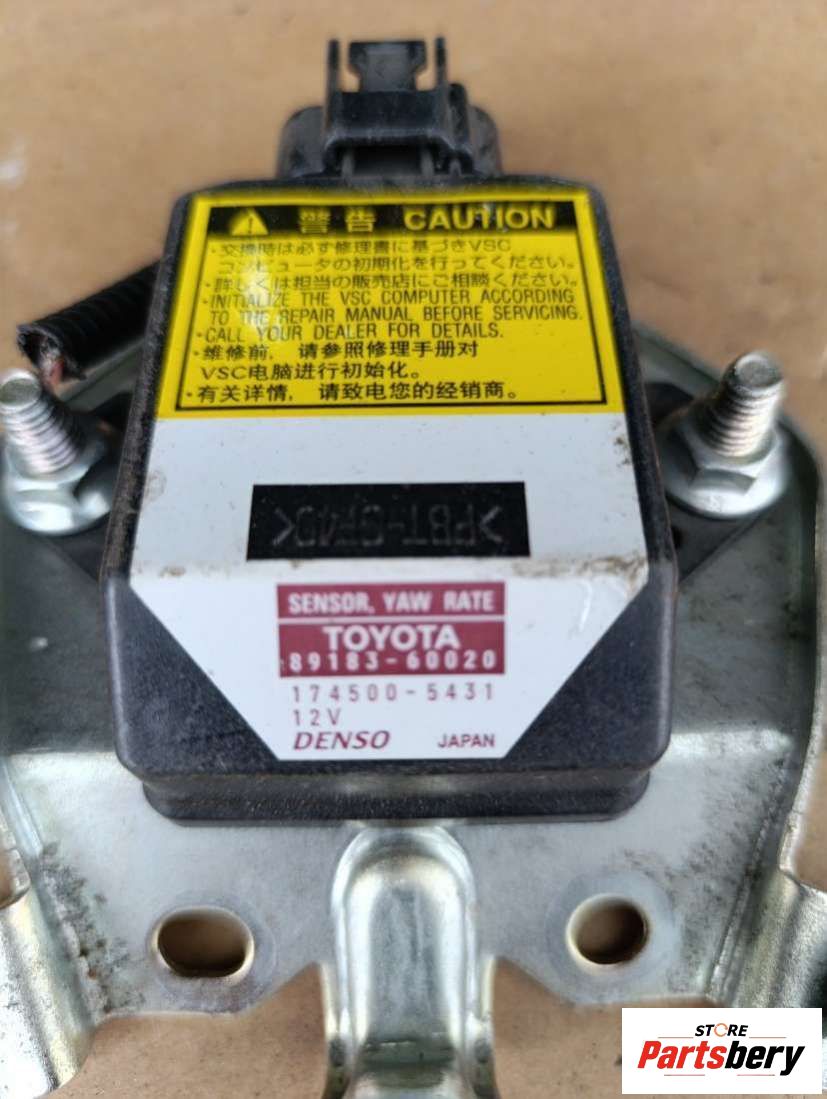 警告 CAUTION
・交換時は必ず修理書に基づきVSC
コンピュータの初期化を行ってください。
・詳しくは担当の販売店にご相談ください。
・INITIALIZE THE VSC COMPUTER ACCORDING
TO THE REPAIR MANUAL BEFORE SERVICING.
・CALL YOUR DEALER FOR DETAILS.
・维修前，请参照修理手册对
VSC电脑进行初始化。
・有关详情，请致电您的经销商。
>PBT-GF40<
SENSOR, YAW RATE
TOYOTA
89183-60020
174500-5431
12V
DENSO JAPAN
STORE
Partsbery